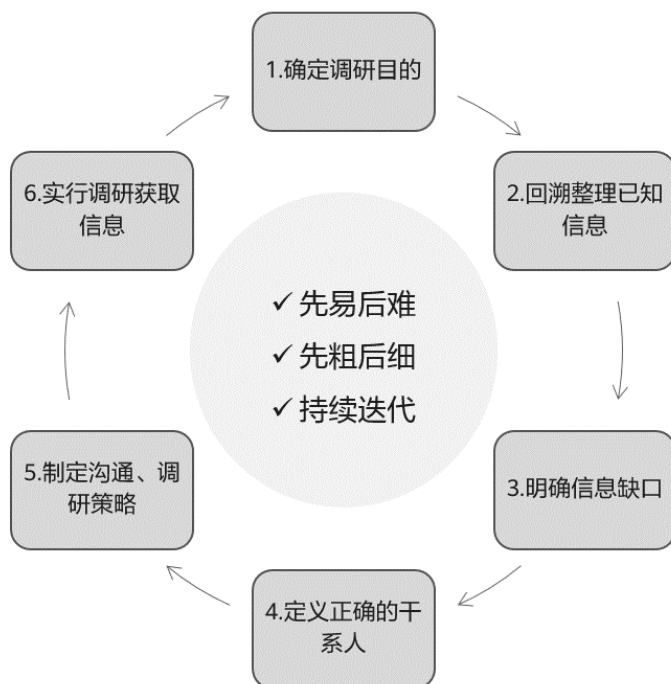 1.确定调研目的
2.回溯整理已知
信息
3.明确信息缺口
4.定义正确的干
系人
5.制定沟通、调
研策略
6.实行调研获取
信息
✓ 先易后难
✓ 先粗后细
✓ 持续迭代